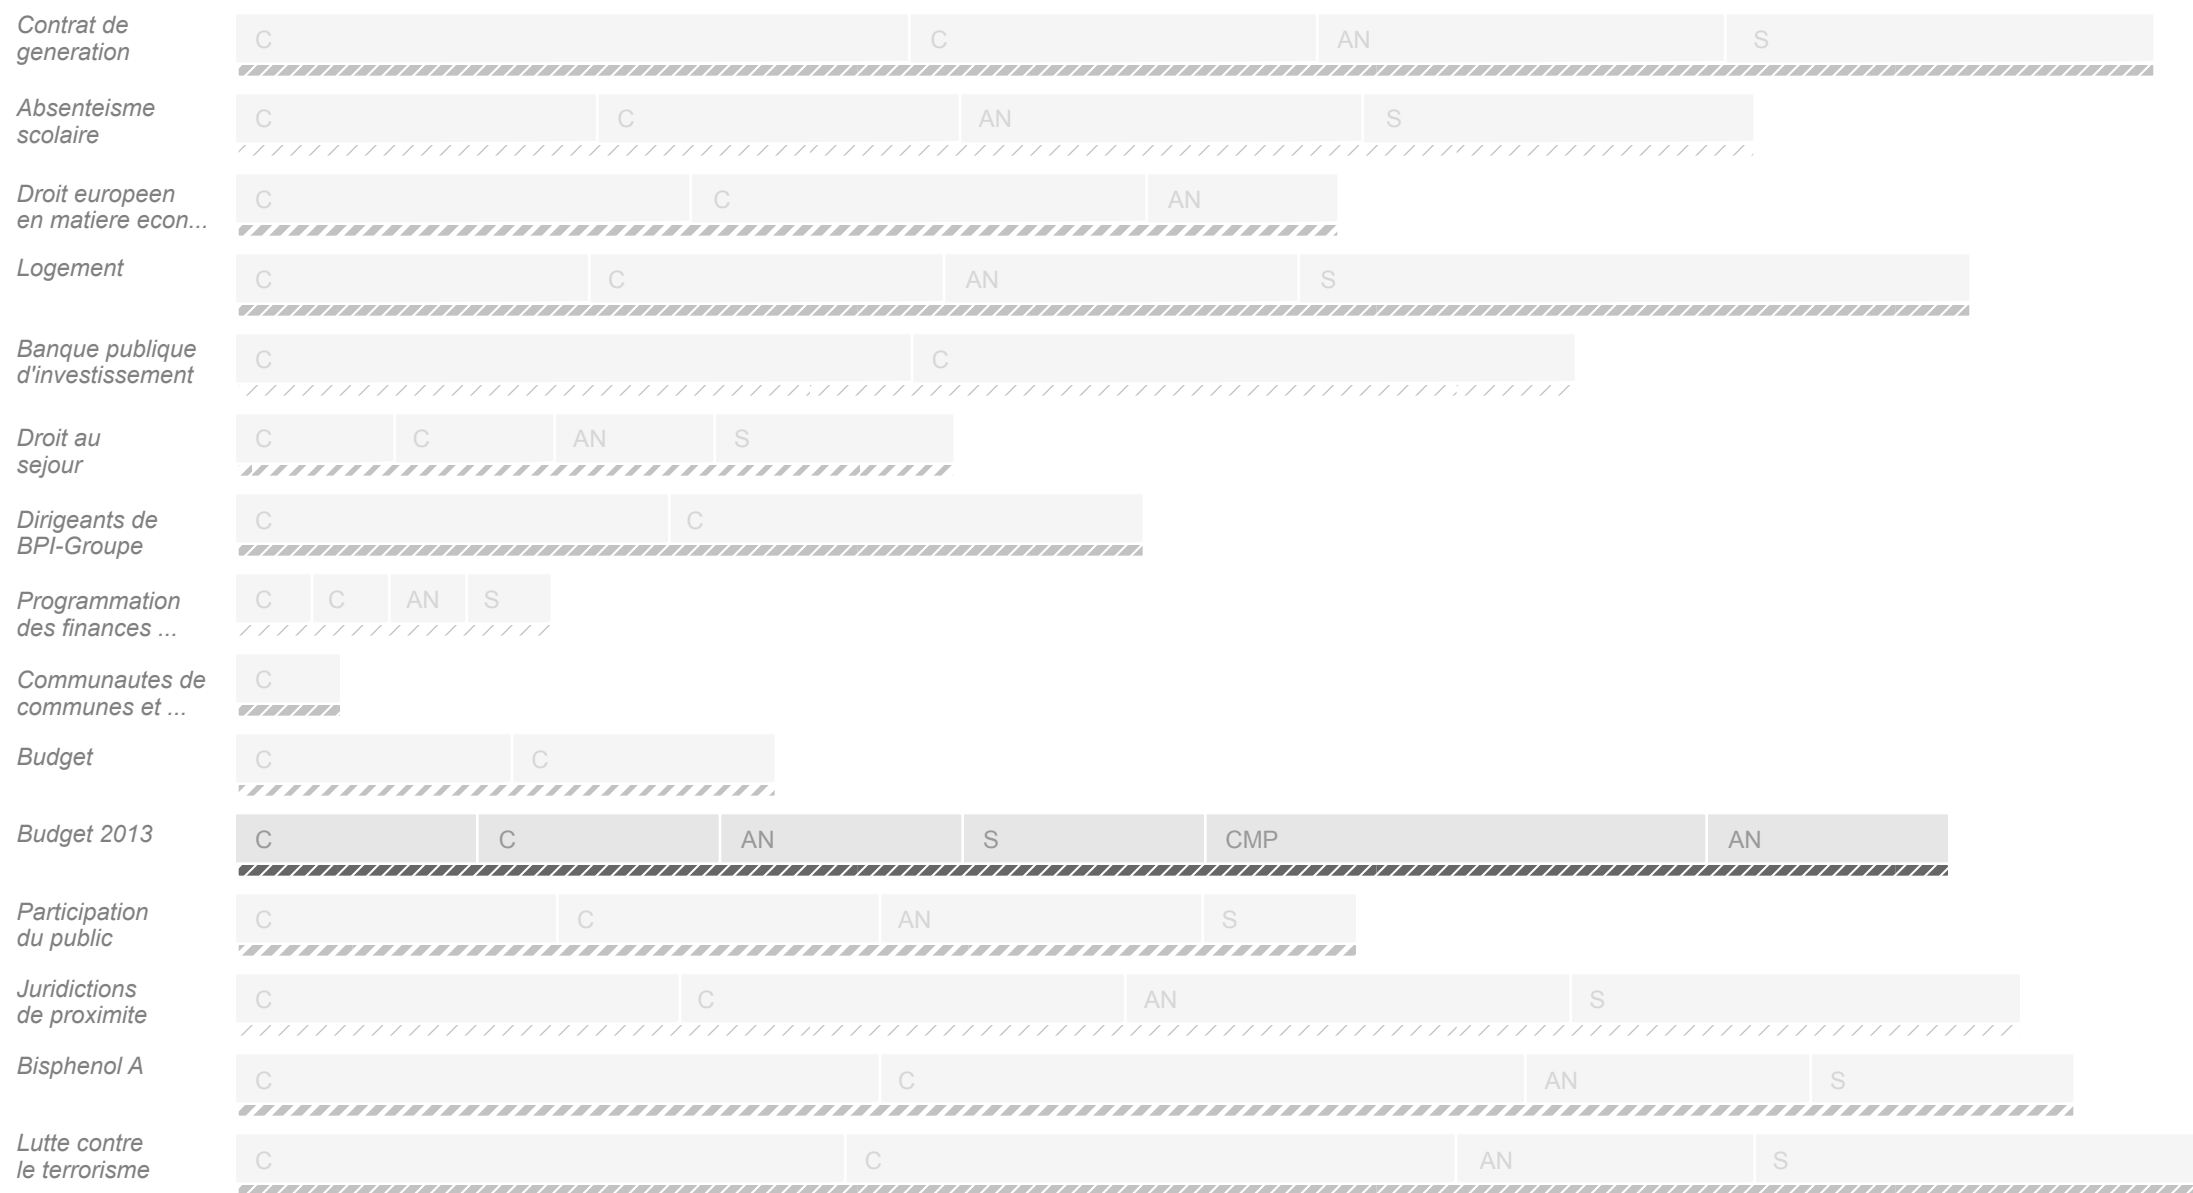 Contrat de
generation
C C AN S
Absenteisme
scolaire
C C AN S
Droit europeen
en matiere econ...
C C AN
Logement
C C AN S
Banque publique
d'investissement
C C
Droit au
sejour
C C AN S
Dirigeants de
BPI-Groupe
C C
Programmation
des finances ...
C C AN S
Communautes de
communes et ...
C
Budget
C C
Budget 2013
C C AN S CMP AN
Participation
du public
C C AN S
Juridictions
de proximite
C C AN S
Bisphenol A
C C AN S
Lutte contre
le terrorisme
C C AN S